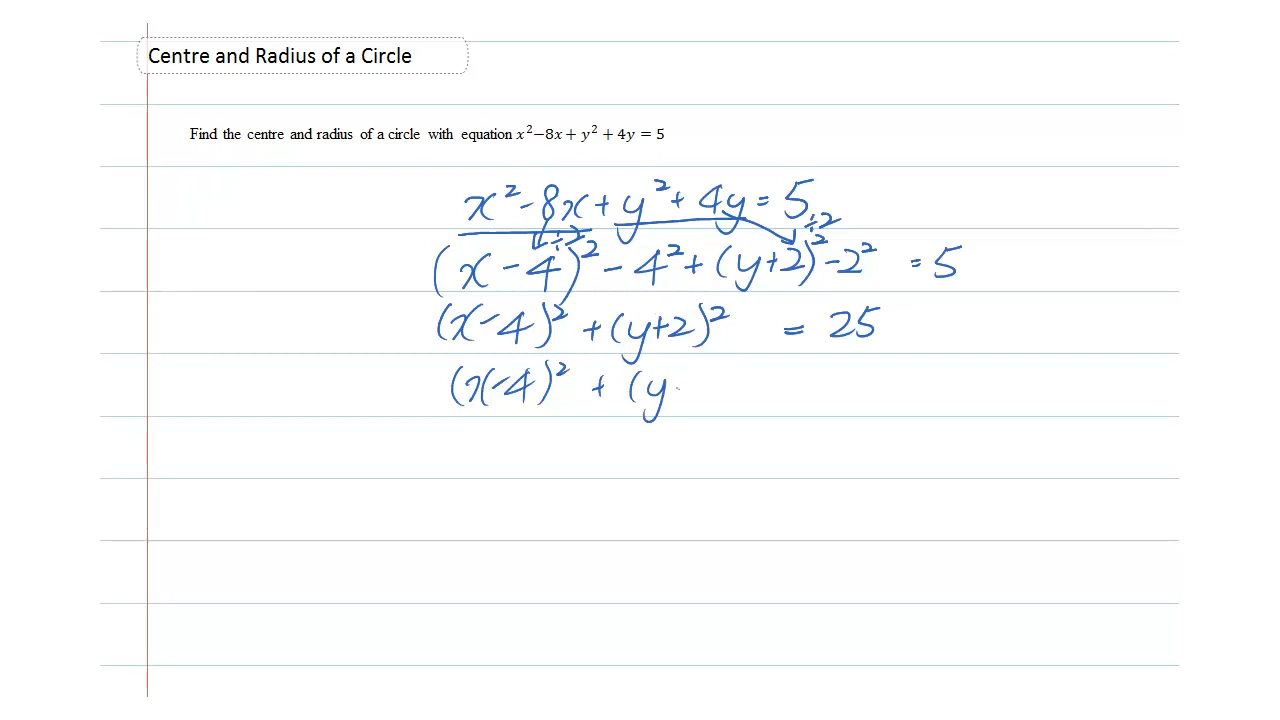 Centre and Radius of a Circle
Find the centre and radius of a circle with equation x²−8x + y² + 4y = 5
x² - 8x + y² + 4y = 5
÷2 ÷2
(x - 4)² - 4² + (y+2)² - 2² = 5
(x-4)² + (y+2)² = 25
(x-4)² + (y